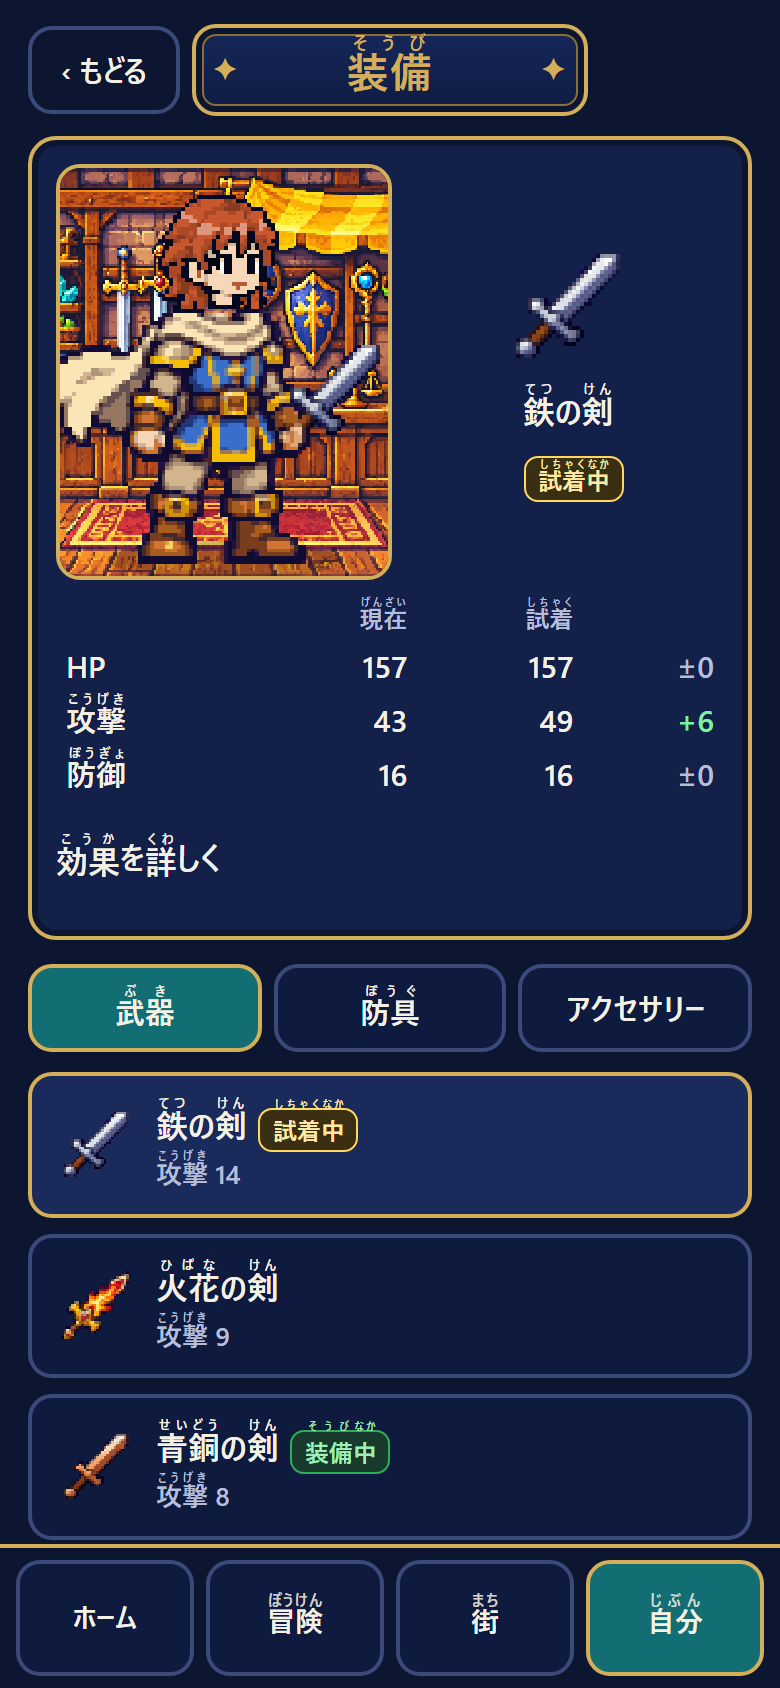 ‹ もどる
そうび
装備
てつ けん
鉄の剣
しちゃくなか
試着中
げんざい しちゃく
現在 試着
HP 157 157 ±0
こうげき
攻撃 43 49 +6
ぼうぎょ
防御 16 16 ±0
こうか くわ
効果を詳しく
ぶき ぼうぐ
武器 防具 アクセサリー
てつ けん しちゃくなか
鉄の剣 試着中
こうげき
攻撃 14
ひばな けん
火花の剣
こうげき
攻撃 9
せいどう けん そうびなか
青銅の剣 装備中
こうげき
攻撃 8
ぼうけん まち じぶん
ホーム 冒険 街 自分